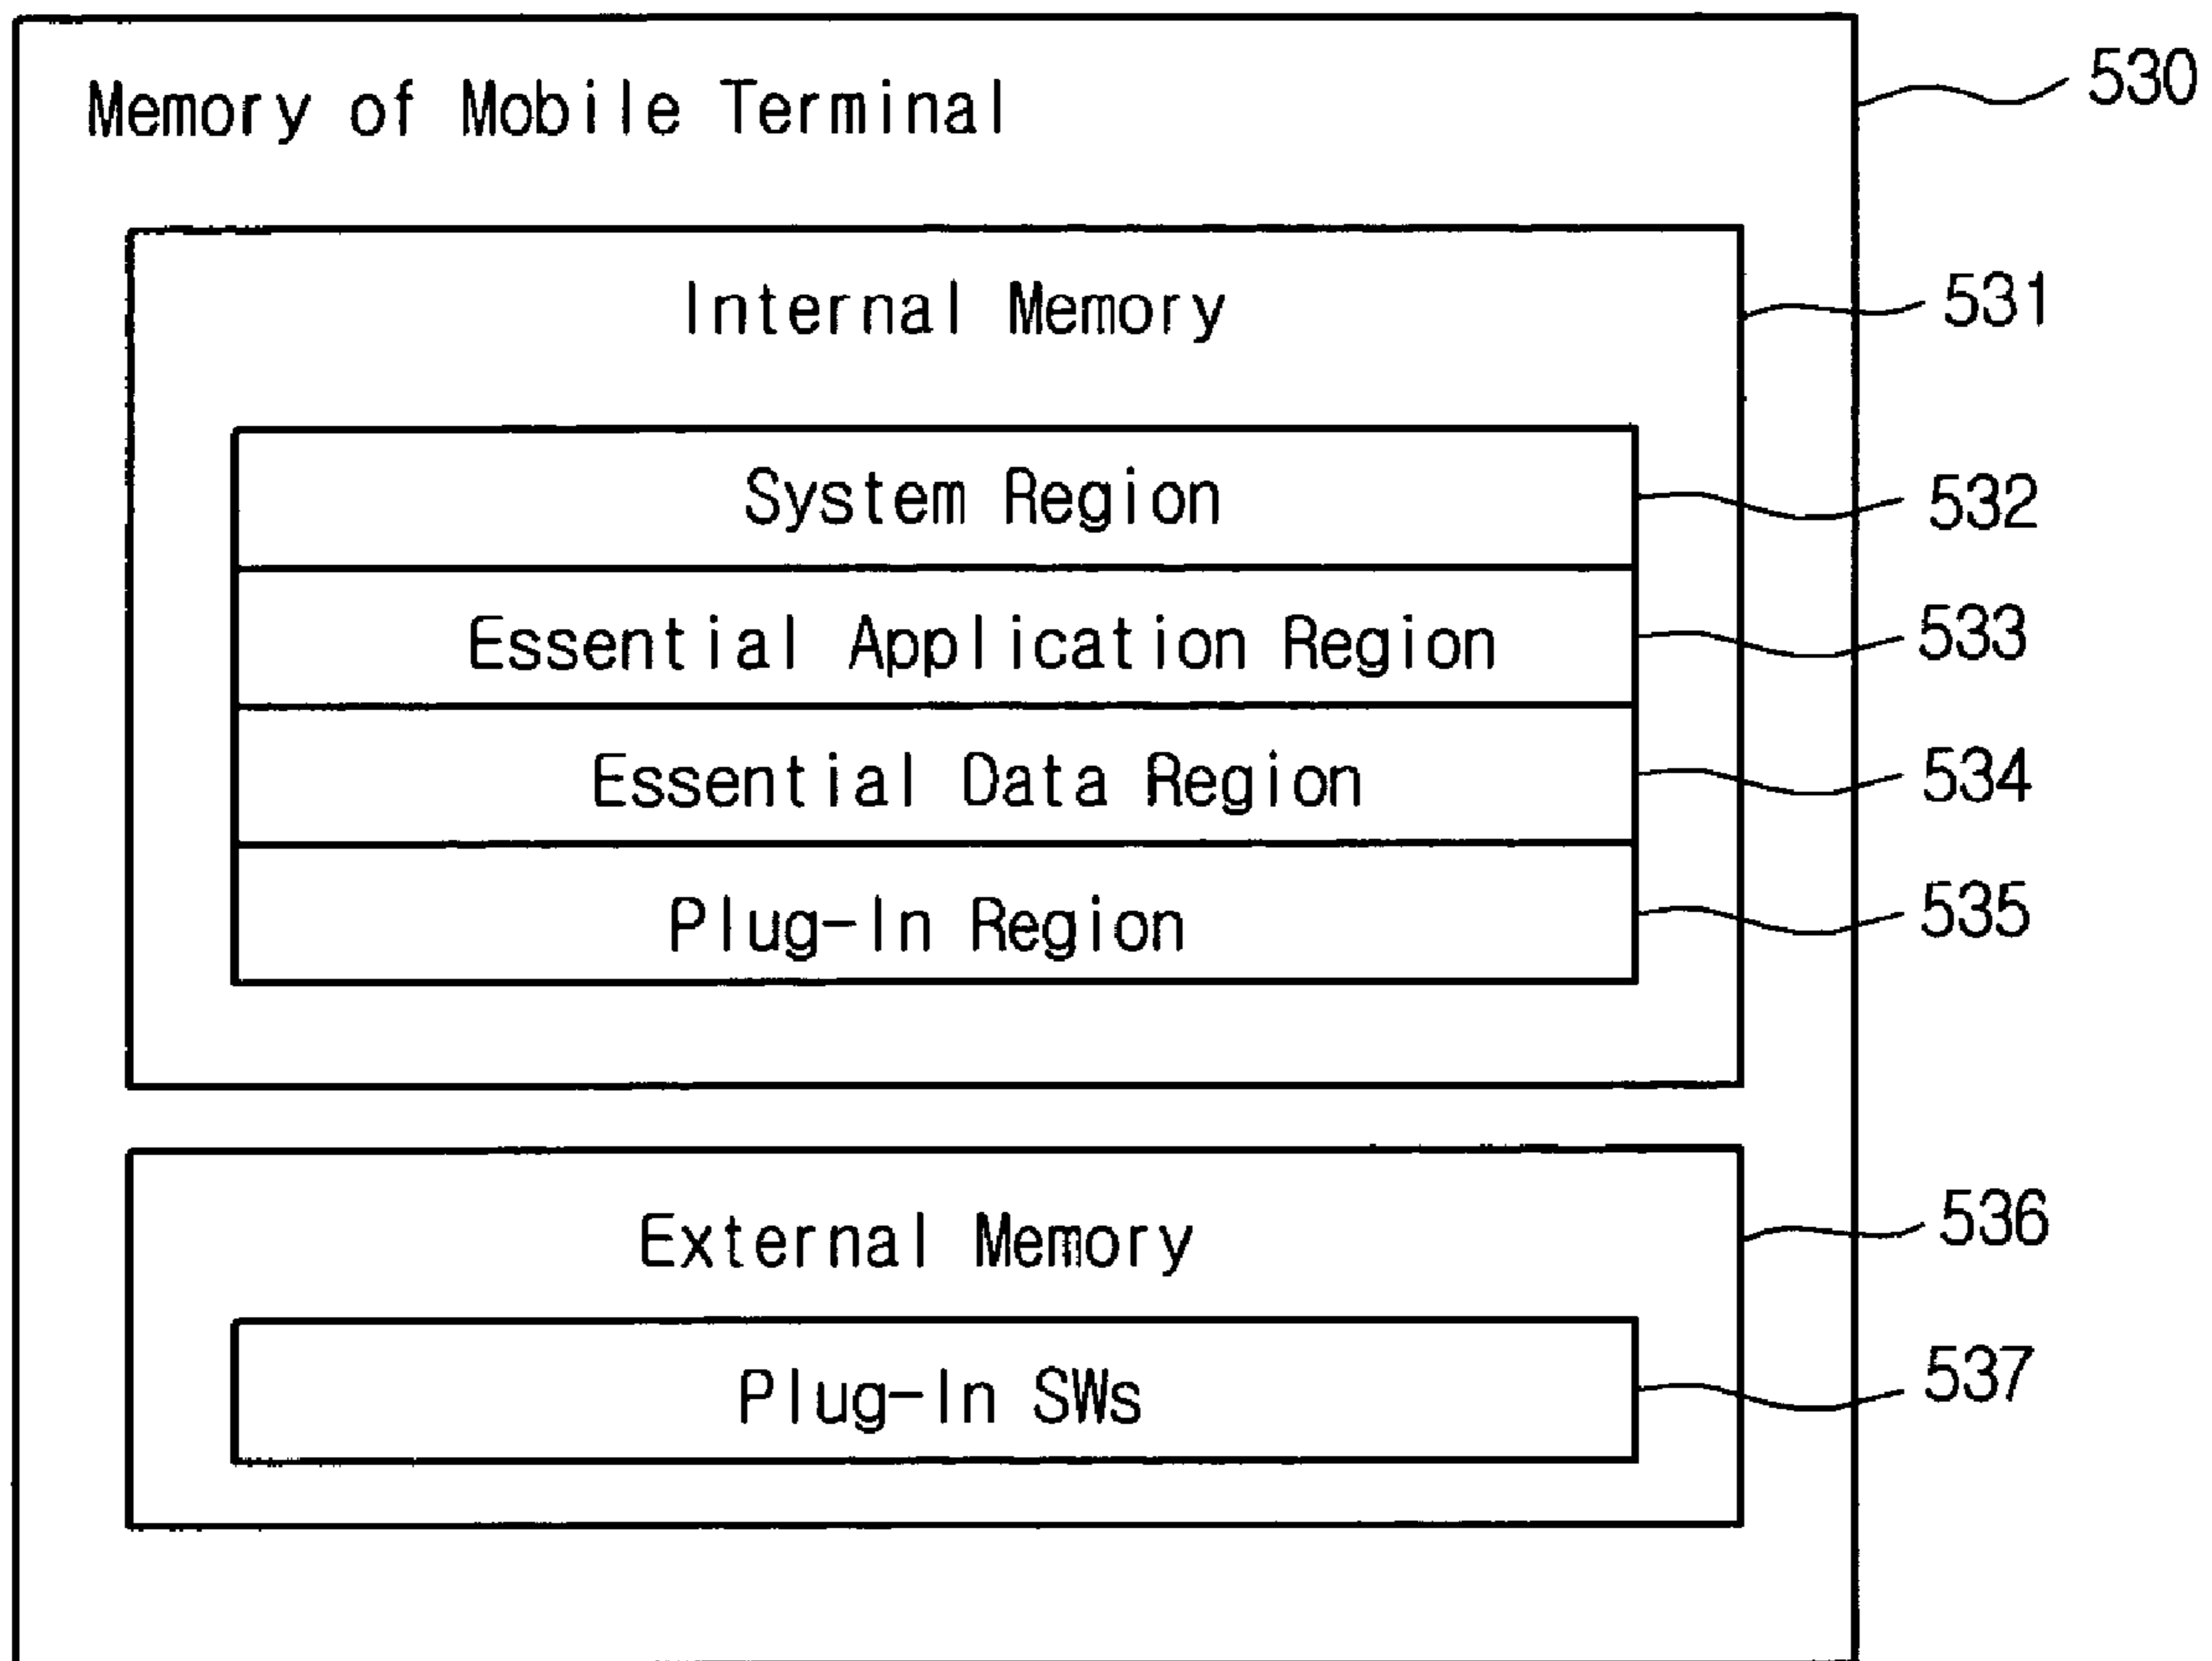 Memory of Mobile Terminal
530
Internal Memory
531
System Region
532
Essential Application Region
533
Essential Data Region
534
Plug-In Region
535
External Memory
536
Plug-In SWs
537